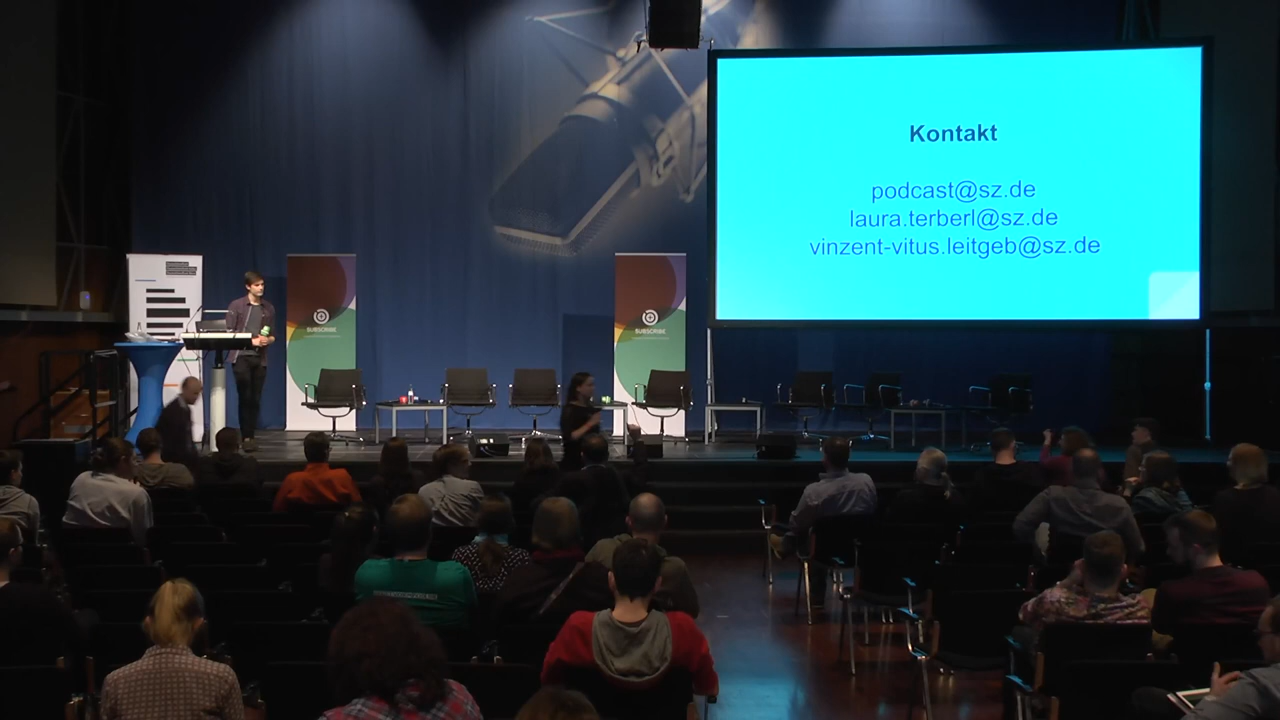 Kontakt
podcast@sz.de
laura.terberl@sz.de
vinzent-vitus.leitgeb@sz.de
SUBSCRIBE
SUBSCRIBE